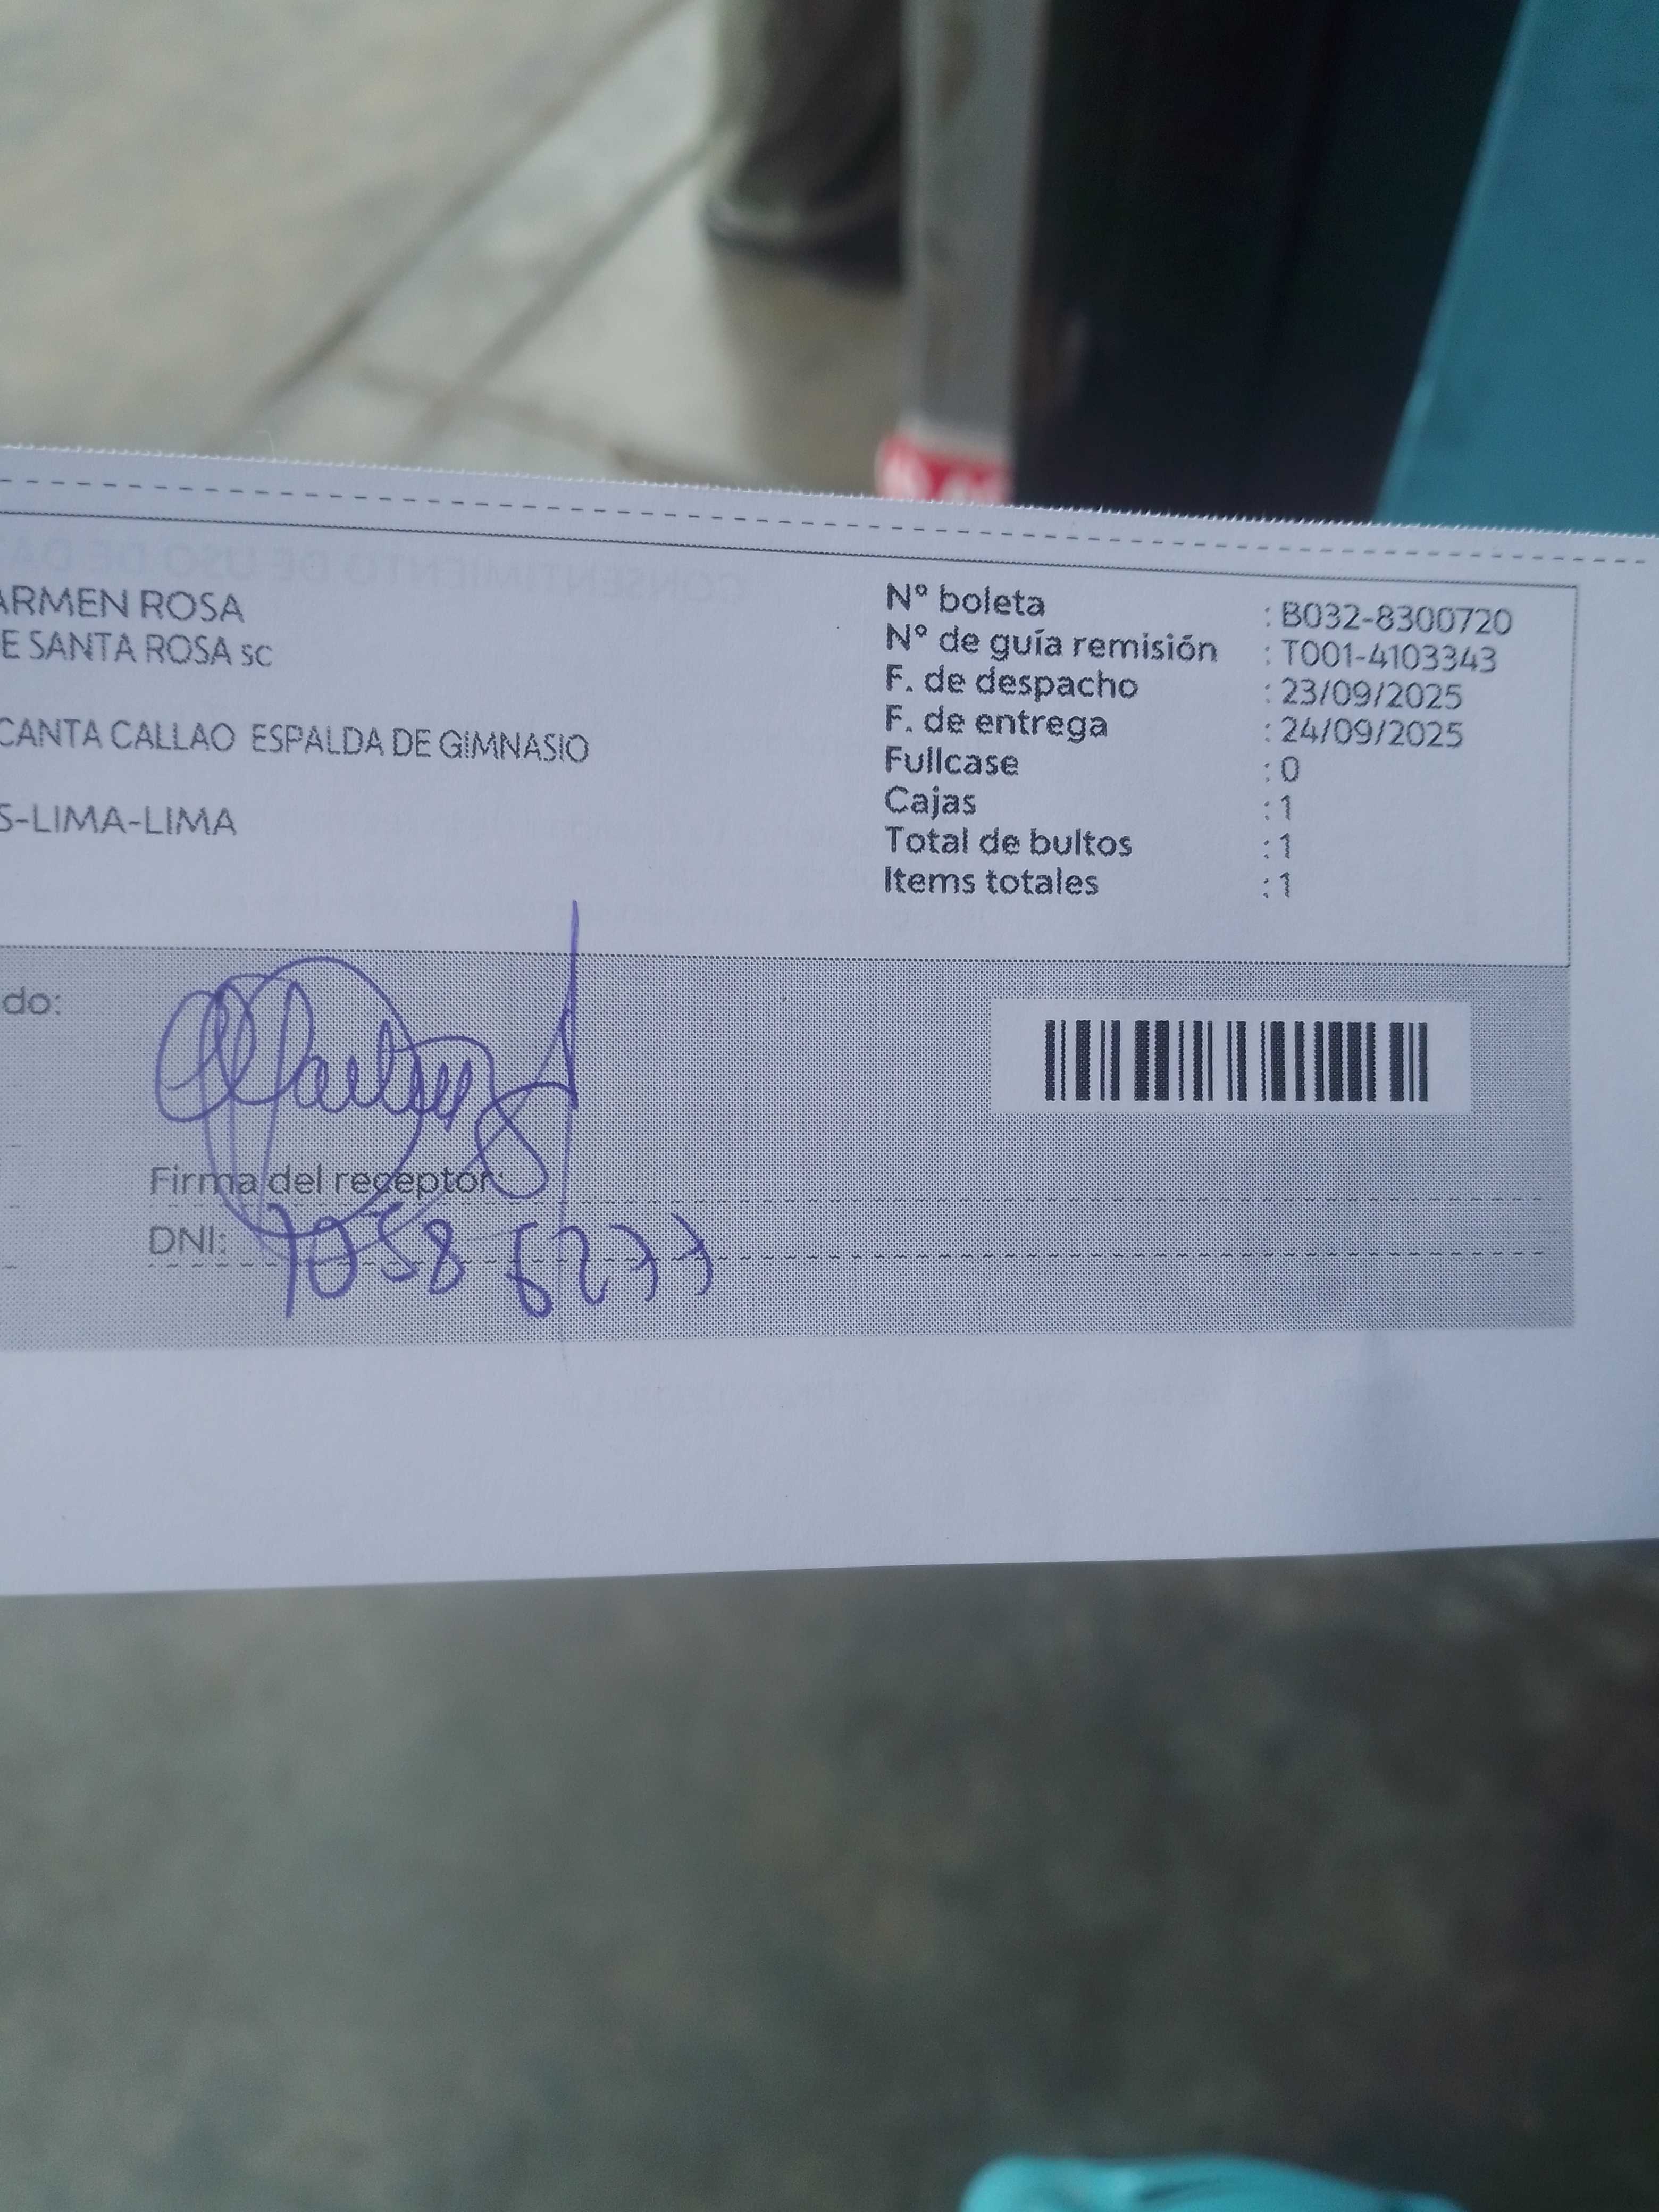 ARMEN ROSA
E SANTA ROSA sc
CANTA CALLAO ESPALDA DE GIMNASIO
S-LIMA-LIMA
N° boleta : B032-8300720
N° de guía remisión : T001-4103343
F. de despacho : 23/09/2025
F. de entrega : 24/09/2025
Fullcase : 0
Cajas : 1
Total de bultos : 1
Items totales : 1
do:
Firma del receptor:
DNI: